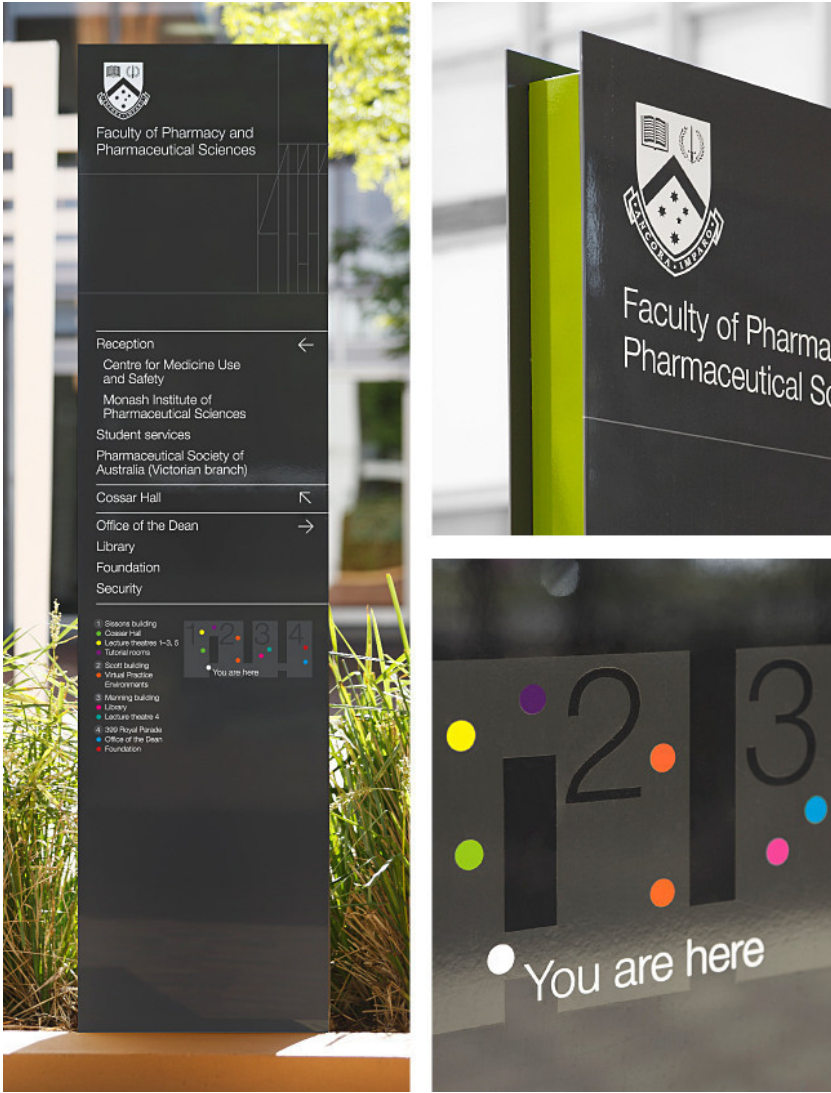 ANCORA IMPARO
Faculty of Pharmacy and
Pharmaceutical Sciences
Reception
Centre for Medicine Use
and Safety
Monash Institute of
Pharmaceutical Sciences
Student services
Pharmaceutical Society of
Australia (Victorian branch)
Cossar Hall
Office of the Dean
Library
Foundation
Security
1 Sissons building
Cossar Hall
Lecture theatres 1–3, 5
Tutorial rooms
2 Scott building
Virtual Practice
Environments
3 Manning building
Library
Lecture theatre 4
4 399 Royal Parade
Office of the Dean
Foundation
1 2 3 4
You are here
ANCORA IMPARO
Faculty of Pharma
Pharmaceutical Sc
2 3
You are here